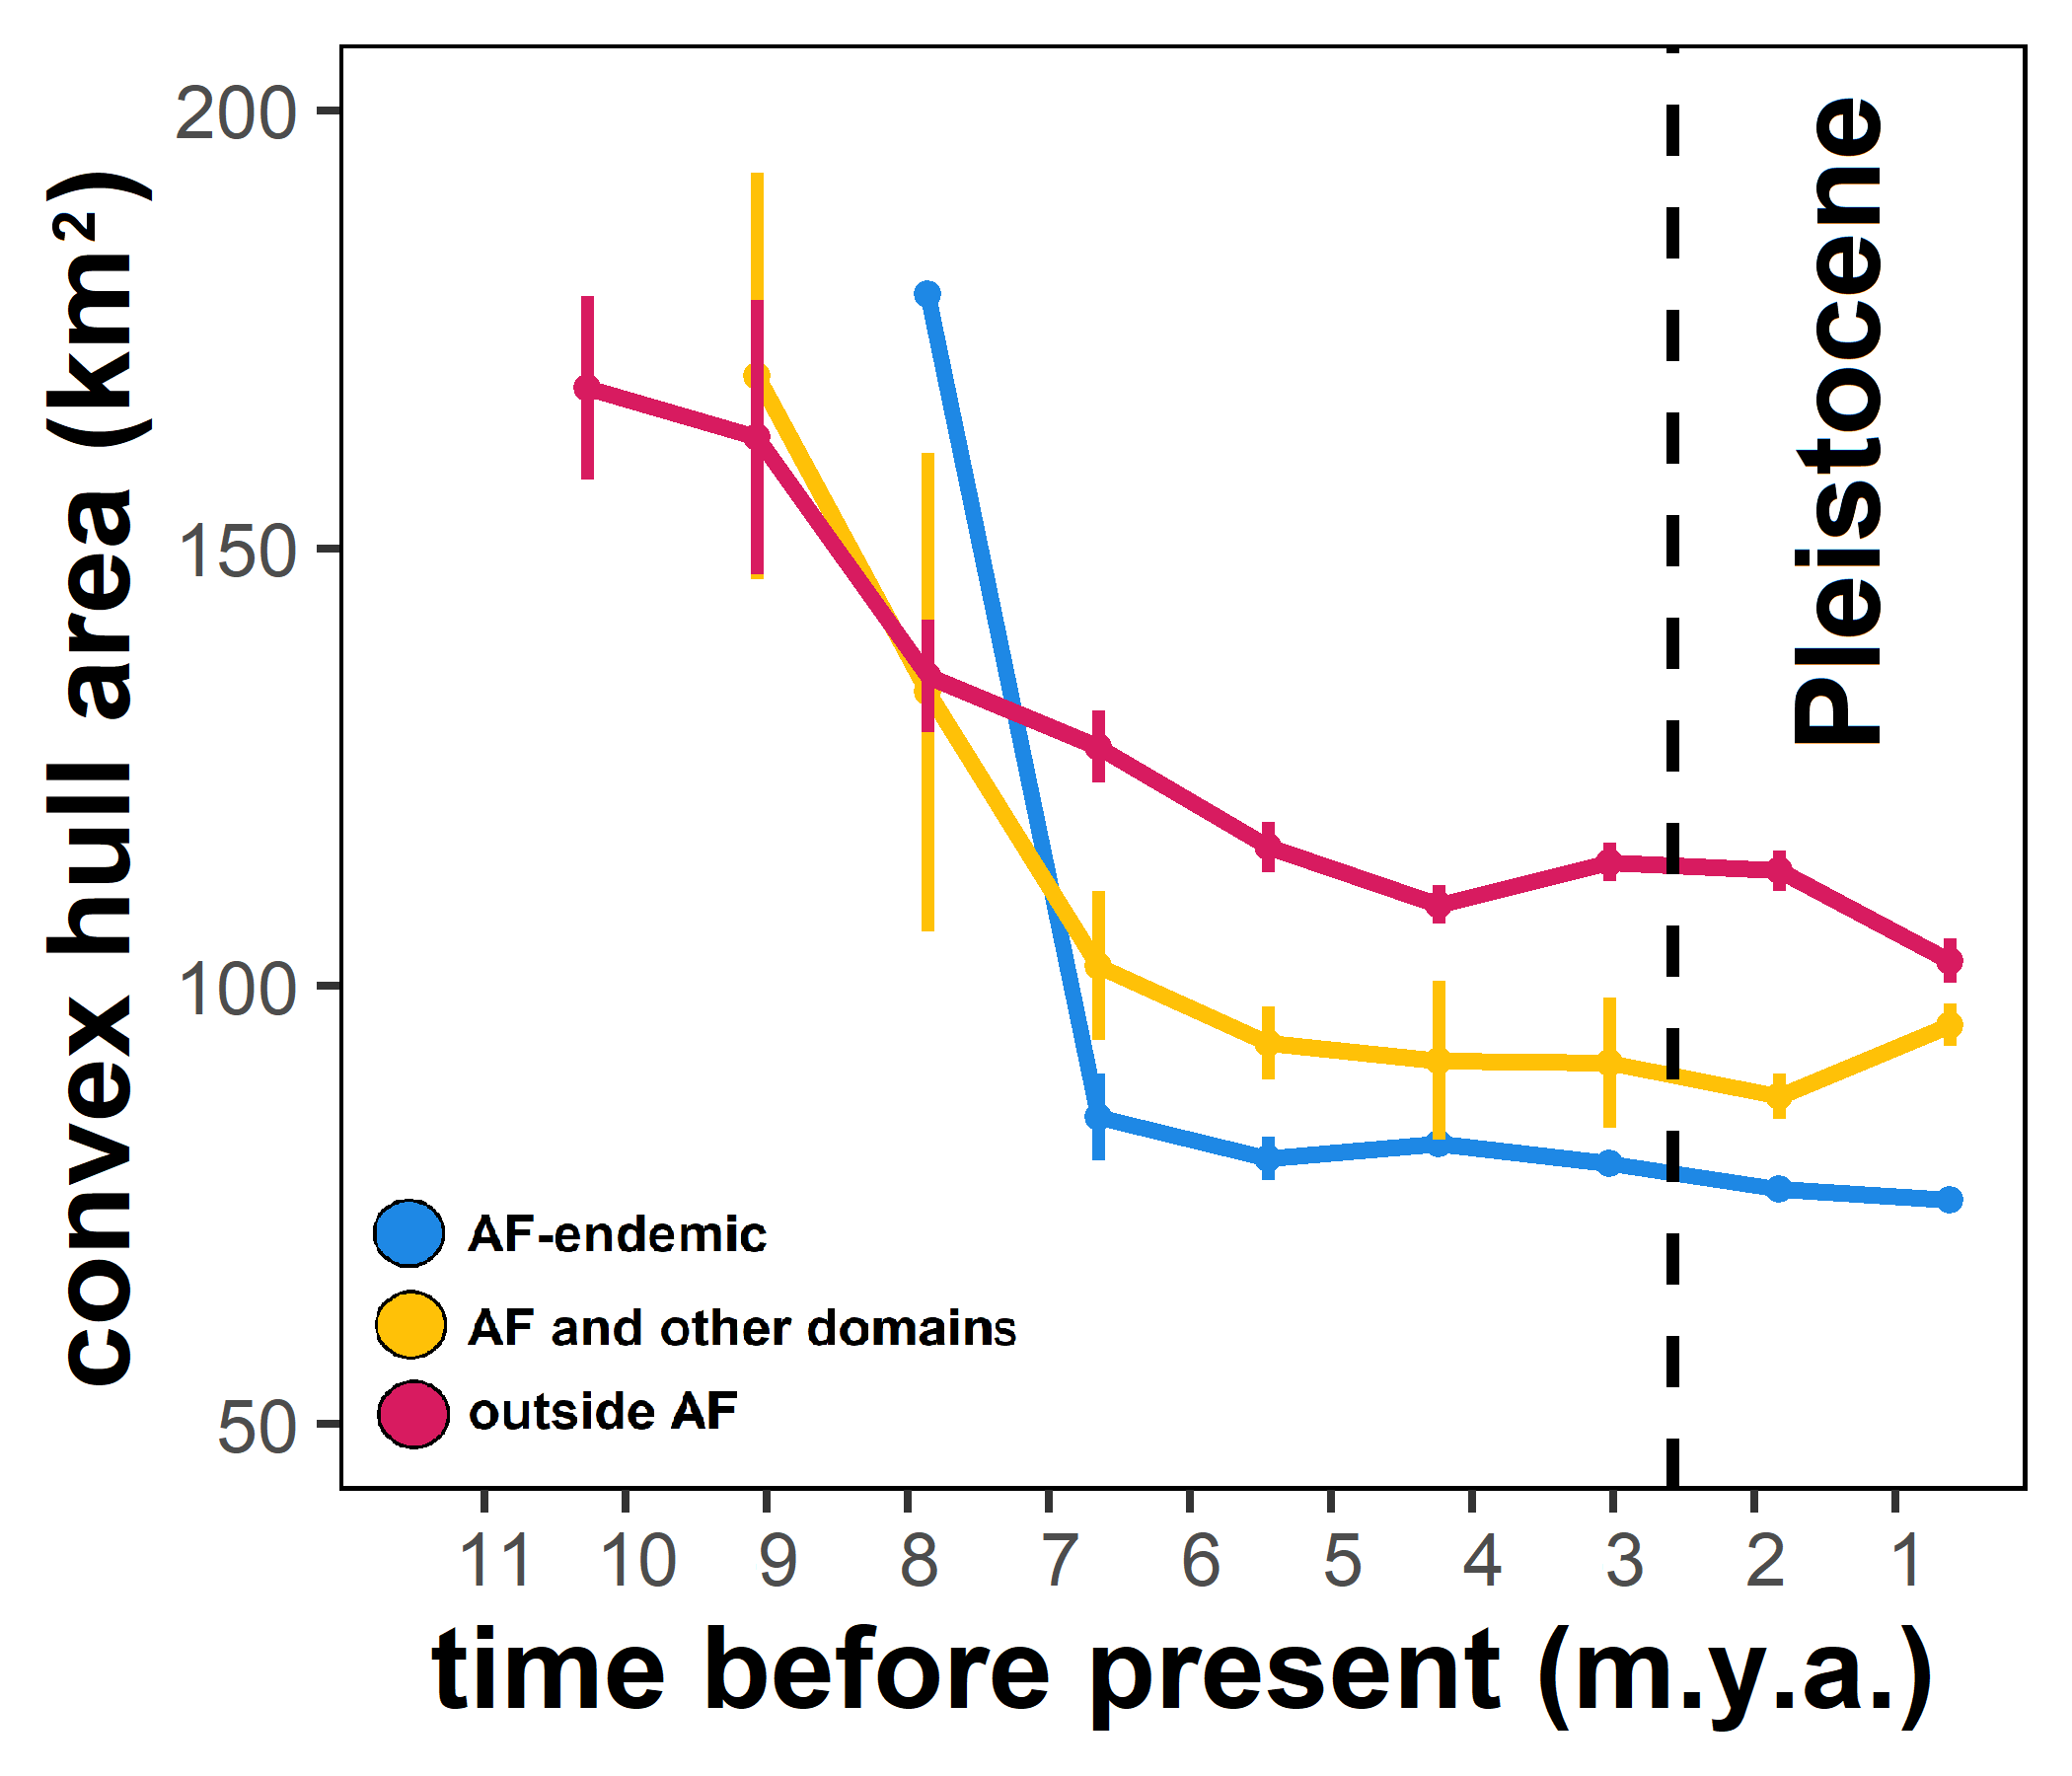 convex hull area (km²)
200
150
100
50
Pleistocene
AF-endemic
AF and other domains
outside AF
11 10 9 8 7 6 5 4 3 2 1
time before present (m.y.a.)